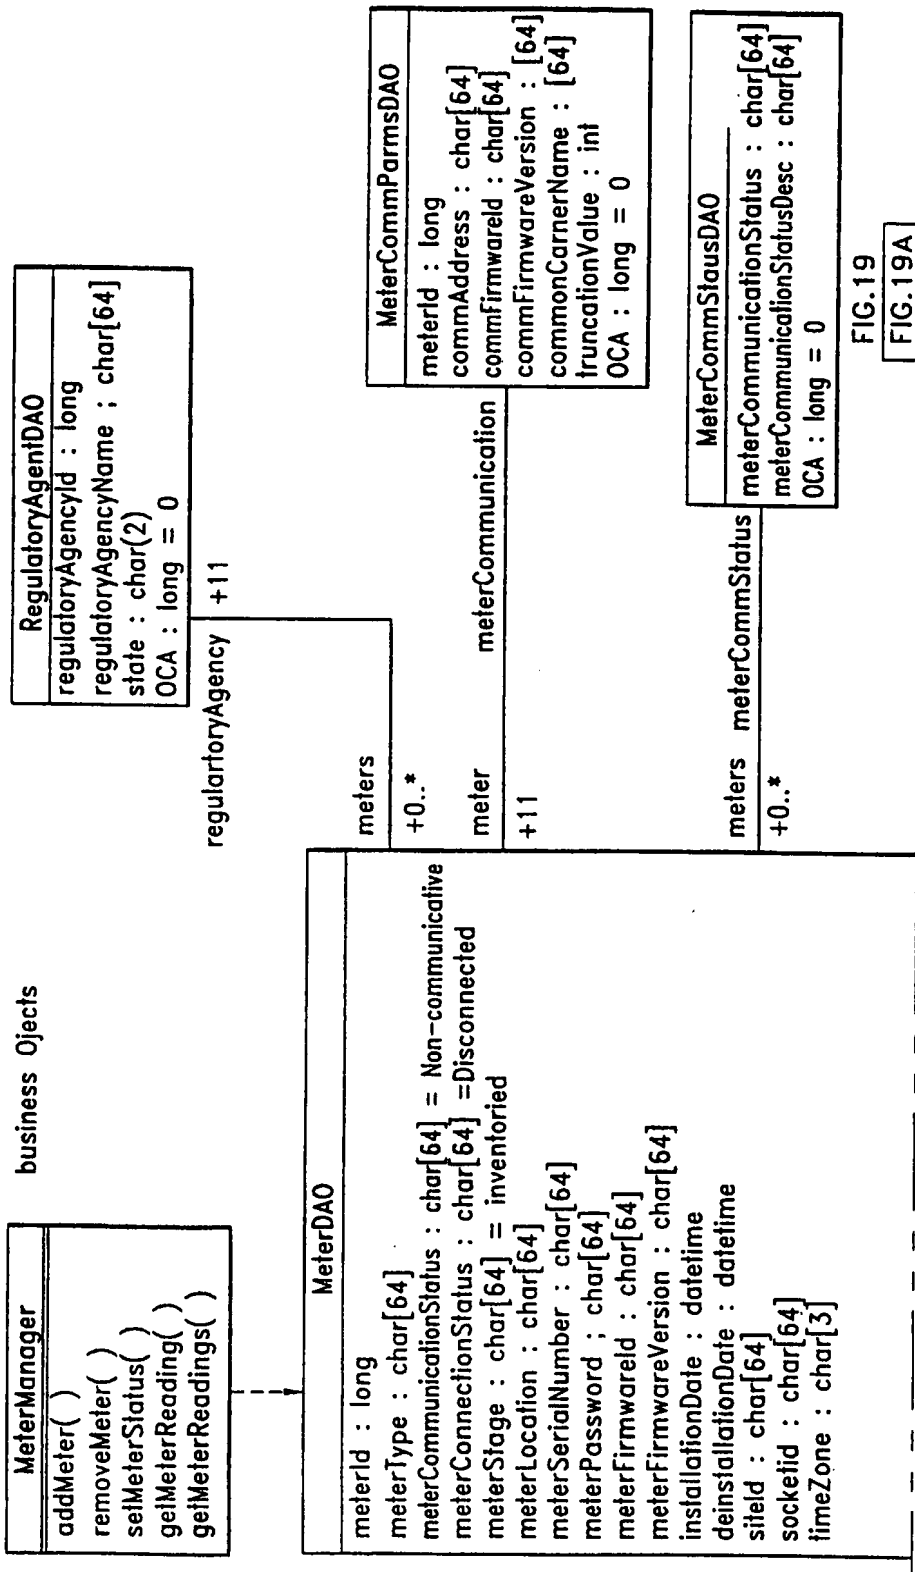 business Ojects
MeterManager
addMeter( )
removeMeter( )
setMeterStatus( )
getMeterReading( )
getMeterReadings( )
MeterDAO
meterId : long
meterType : char[64]
meterCommunicationStatus : char[64] = Non-communicative
meterConnectionStatus : char[64] =Disconnected
meterStage : char[64] = inventoried
meterLocation : char[64]
meterSerialNumber : char[64]
meterPassword ; char[64]
meterFirmwareId : char[64]
meterFirmwareVersion : char[64]
installationDate : datetime
deinstallationDate : datetime
siteId : char[64]
socketid : char[64]
timeZone : char[3]
RegulatoryAgentDAO
regulatoryAgencyId : long
regulatoryAgencyName ; char[64]
state : char(2)
OCA : long = 0
regulartoryAgency
+11
meters
+0..*
meter
+11
meterCommunication
MeterCommParmsDAO
meterId : long
commAddress : char[64]
commFirmwareId : char[64]
commFirmwareVersion : [64]
commonCarnerName : [64]
truncationValue : int
OCA : long = 0
meters
+0..*
meterCommStatus
MeterCommStausDAO
meterCommunicationStatus : char[64]
meterCommunicationStatusDesc : char[64]
OCA : long = 0
FIG.19
FIG.19A